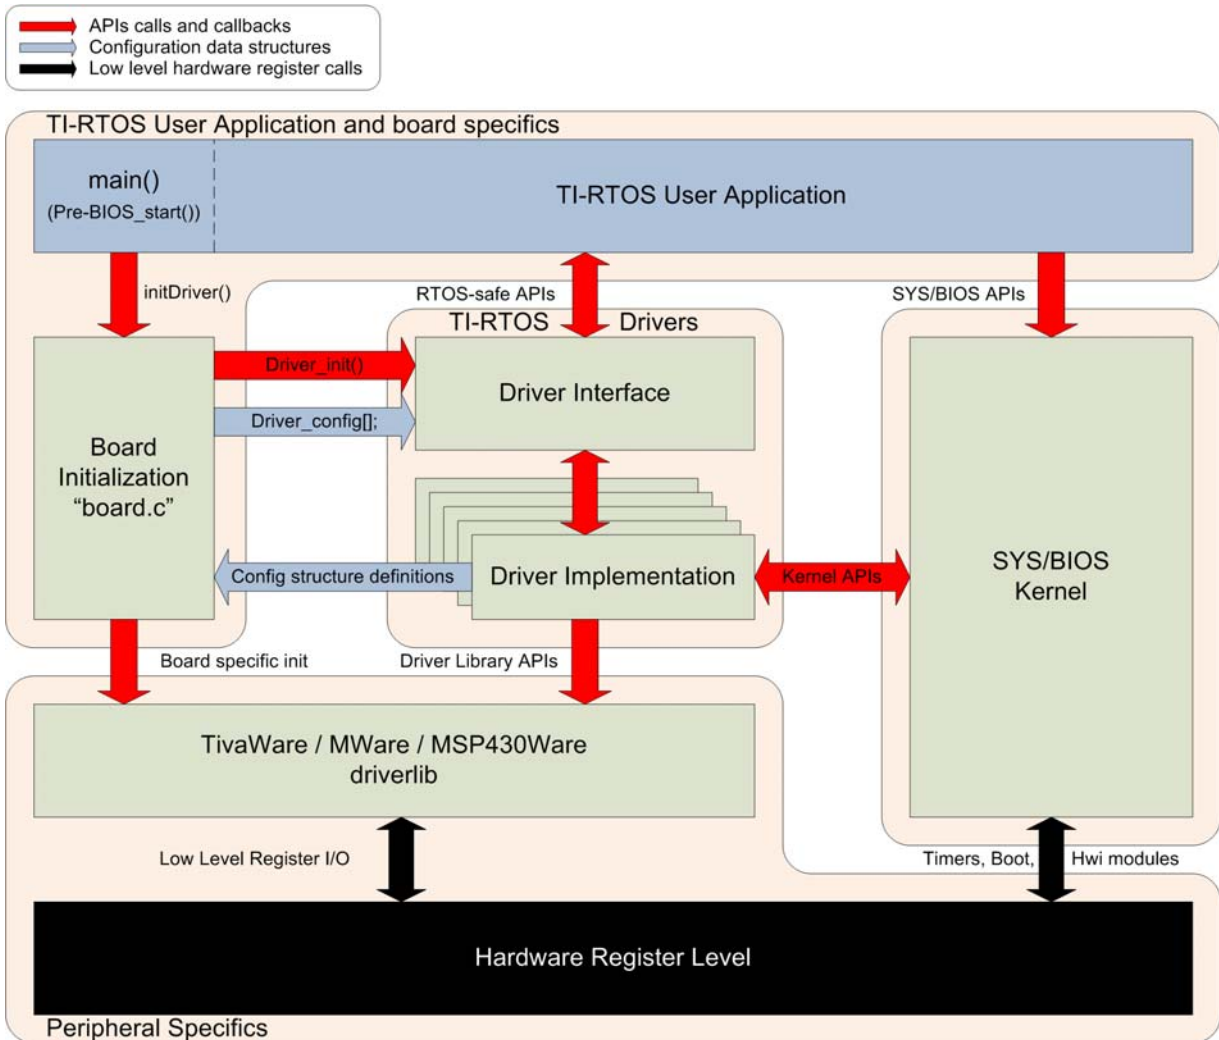 APIs calls and callbacks
Configuration data structures
Low level hardware register calls
TI-RTOS User Application and board specifics
main()
(Pre-BIOS_start())
TI-RTOS User Application
initDriver()
RTOS-safe APIs
SYS/BIOS APIs
TI-RTOS Drivers
Driver_init()
Driver Interface
Driver_config[];
Board
Initialization
“board.c”
Config structure definitions
Driver Implementation
Kernel APIs
SYS/BIOS
Kernel
Board specific init
Driver Library APIs
TivaWare / MWare / MSP430Ware
driverlib
Low Level Register I/O
Timers, Boot, Hwi modules
Hardware Register Level
Peripheral Specifics